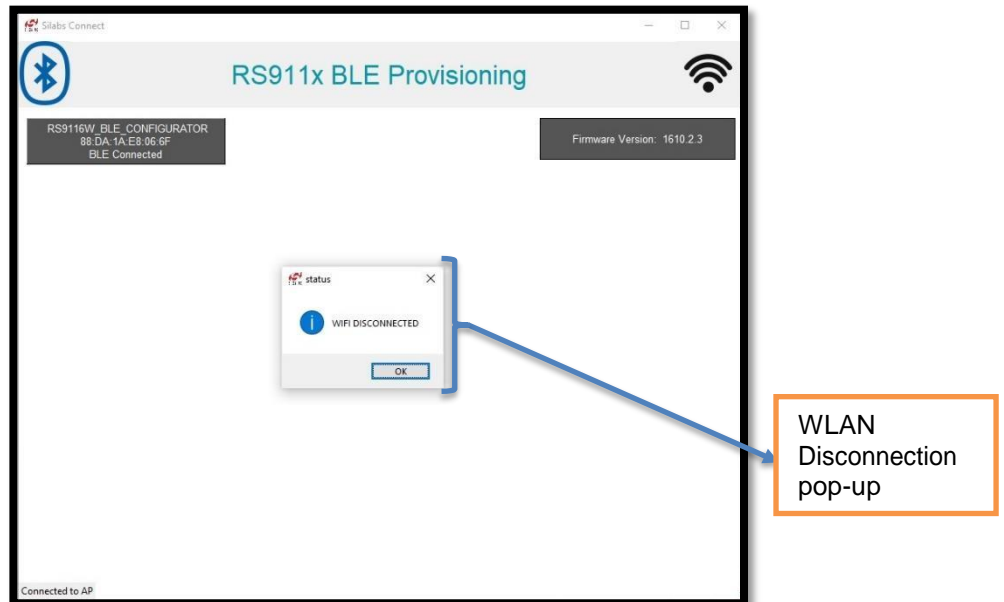 Silabs Connect
RS911x BLE Provisioning
RS9116W_BLE_CONFIGURATOR
88:DA:1A:E8:06:6F
BLE Connected
Firmware Version: 1610.2.3
status
WIFI DISCONNECTED
OK
WLAN
Disconnection
pop-up
Connected to AP